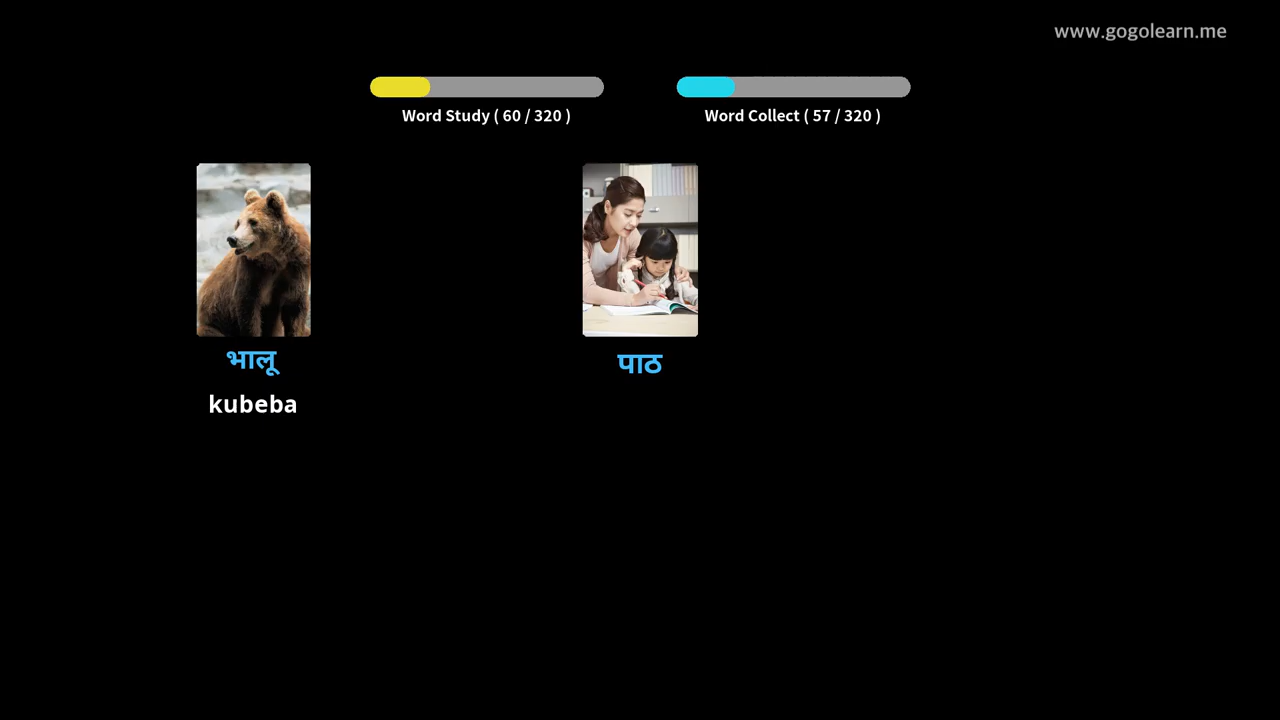 www.gogolearn.me
Word Study ( 60 / 320 )
Word Collect ( 57 / 320 )
भालू
पाठ
kubeba